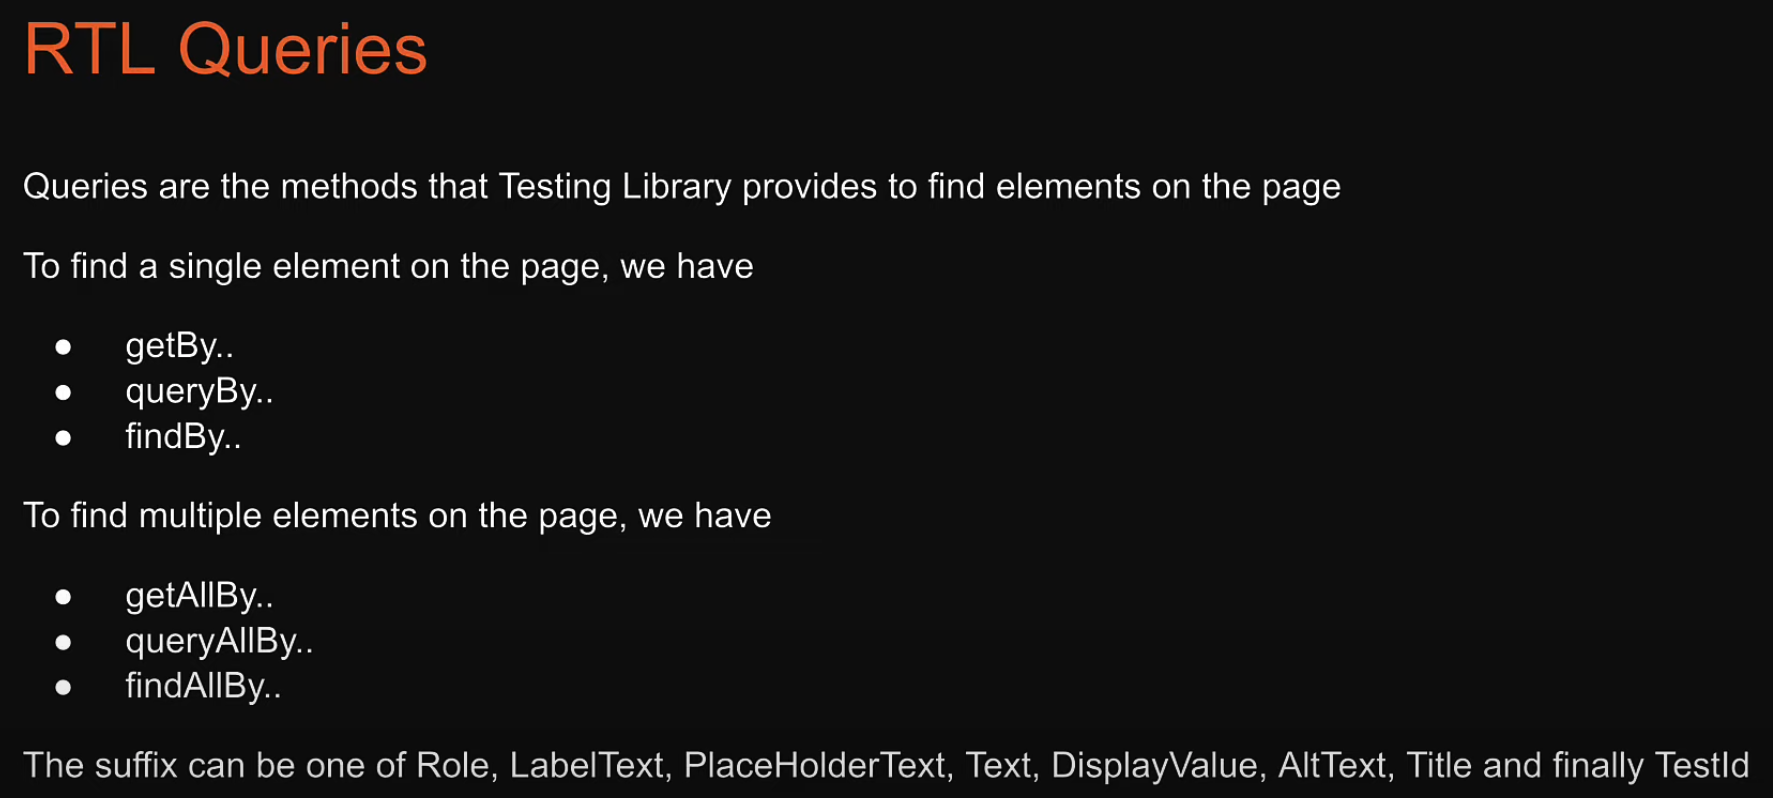 RTL Queries
Queries are the methods that Testing Library provides to find elements on the page
To find a single element on the page, we have
● getBy..
● queryBy..
● findBy..
To find multiple elements on the page, we have
● getAllBy..
● queryAllBy..
● findAllBy..
The suffix can be one of Role, LabelText, PlaceHolderText, Text, DisplayValue, AltText, Title and finally TestId